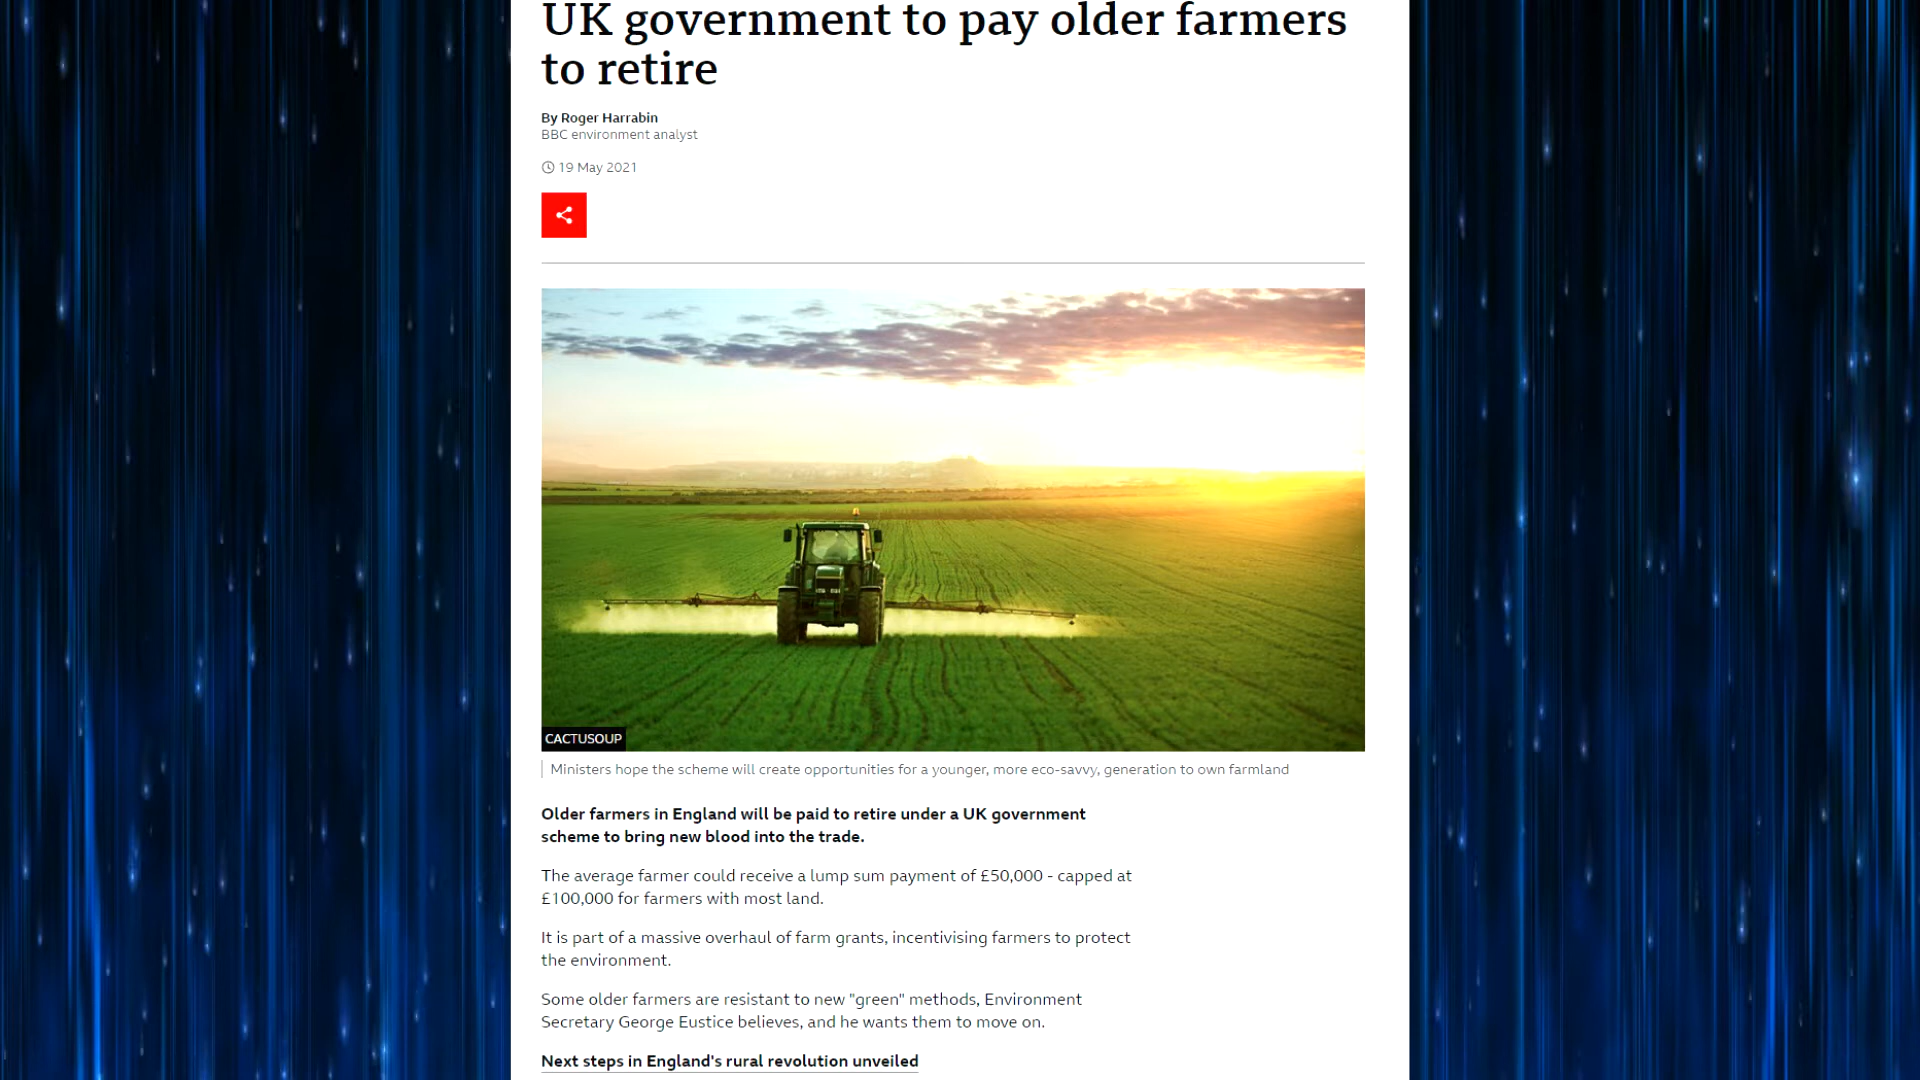 UK government to pay older farmers
to retire
By Roger Harrabin
BBC environment analyst
19 May 2021
CACTUSOUP
Ministers hope the scheme will create opportunities for a younger, more eco-savvy, generation to own farmland
Older farmers in England will be paid to retire under a UK government
scheme to bring new blood into the trade.
The average farmer could receive a lump sum payment of £50,000 - capped at
£100,000 for farmers with most land.
It is part of a massive overhaul of farm grants, incentivising farmers to protect
the environment.
Some older farmers are resistant to new "green" methods, Environment
Secretary George Eustice believes, and he wants them to move on.
Next steps in England's rural revolution unveiled